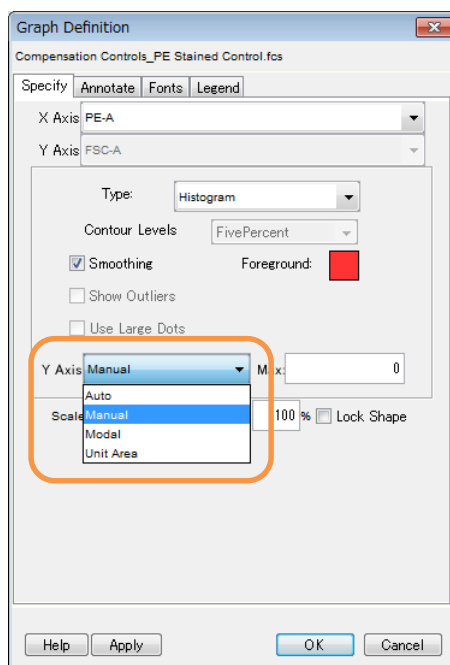 Graph Definition
Compensation Controls_PE Stained Control.fcs
Specify Annotate Fonts Legend
X Axis PE-A
Y Axis FSC-A
Type: Histogram
Contour Levels FivePercent
Smoothing Foreground:
Show Outliers
Use Large Dots
Y Axis Manual Max: 0
Auto
Scale Manual 100 % Lock Shape
Modal
Unit Area
Help Apply OK Cancel